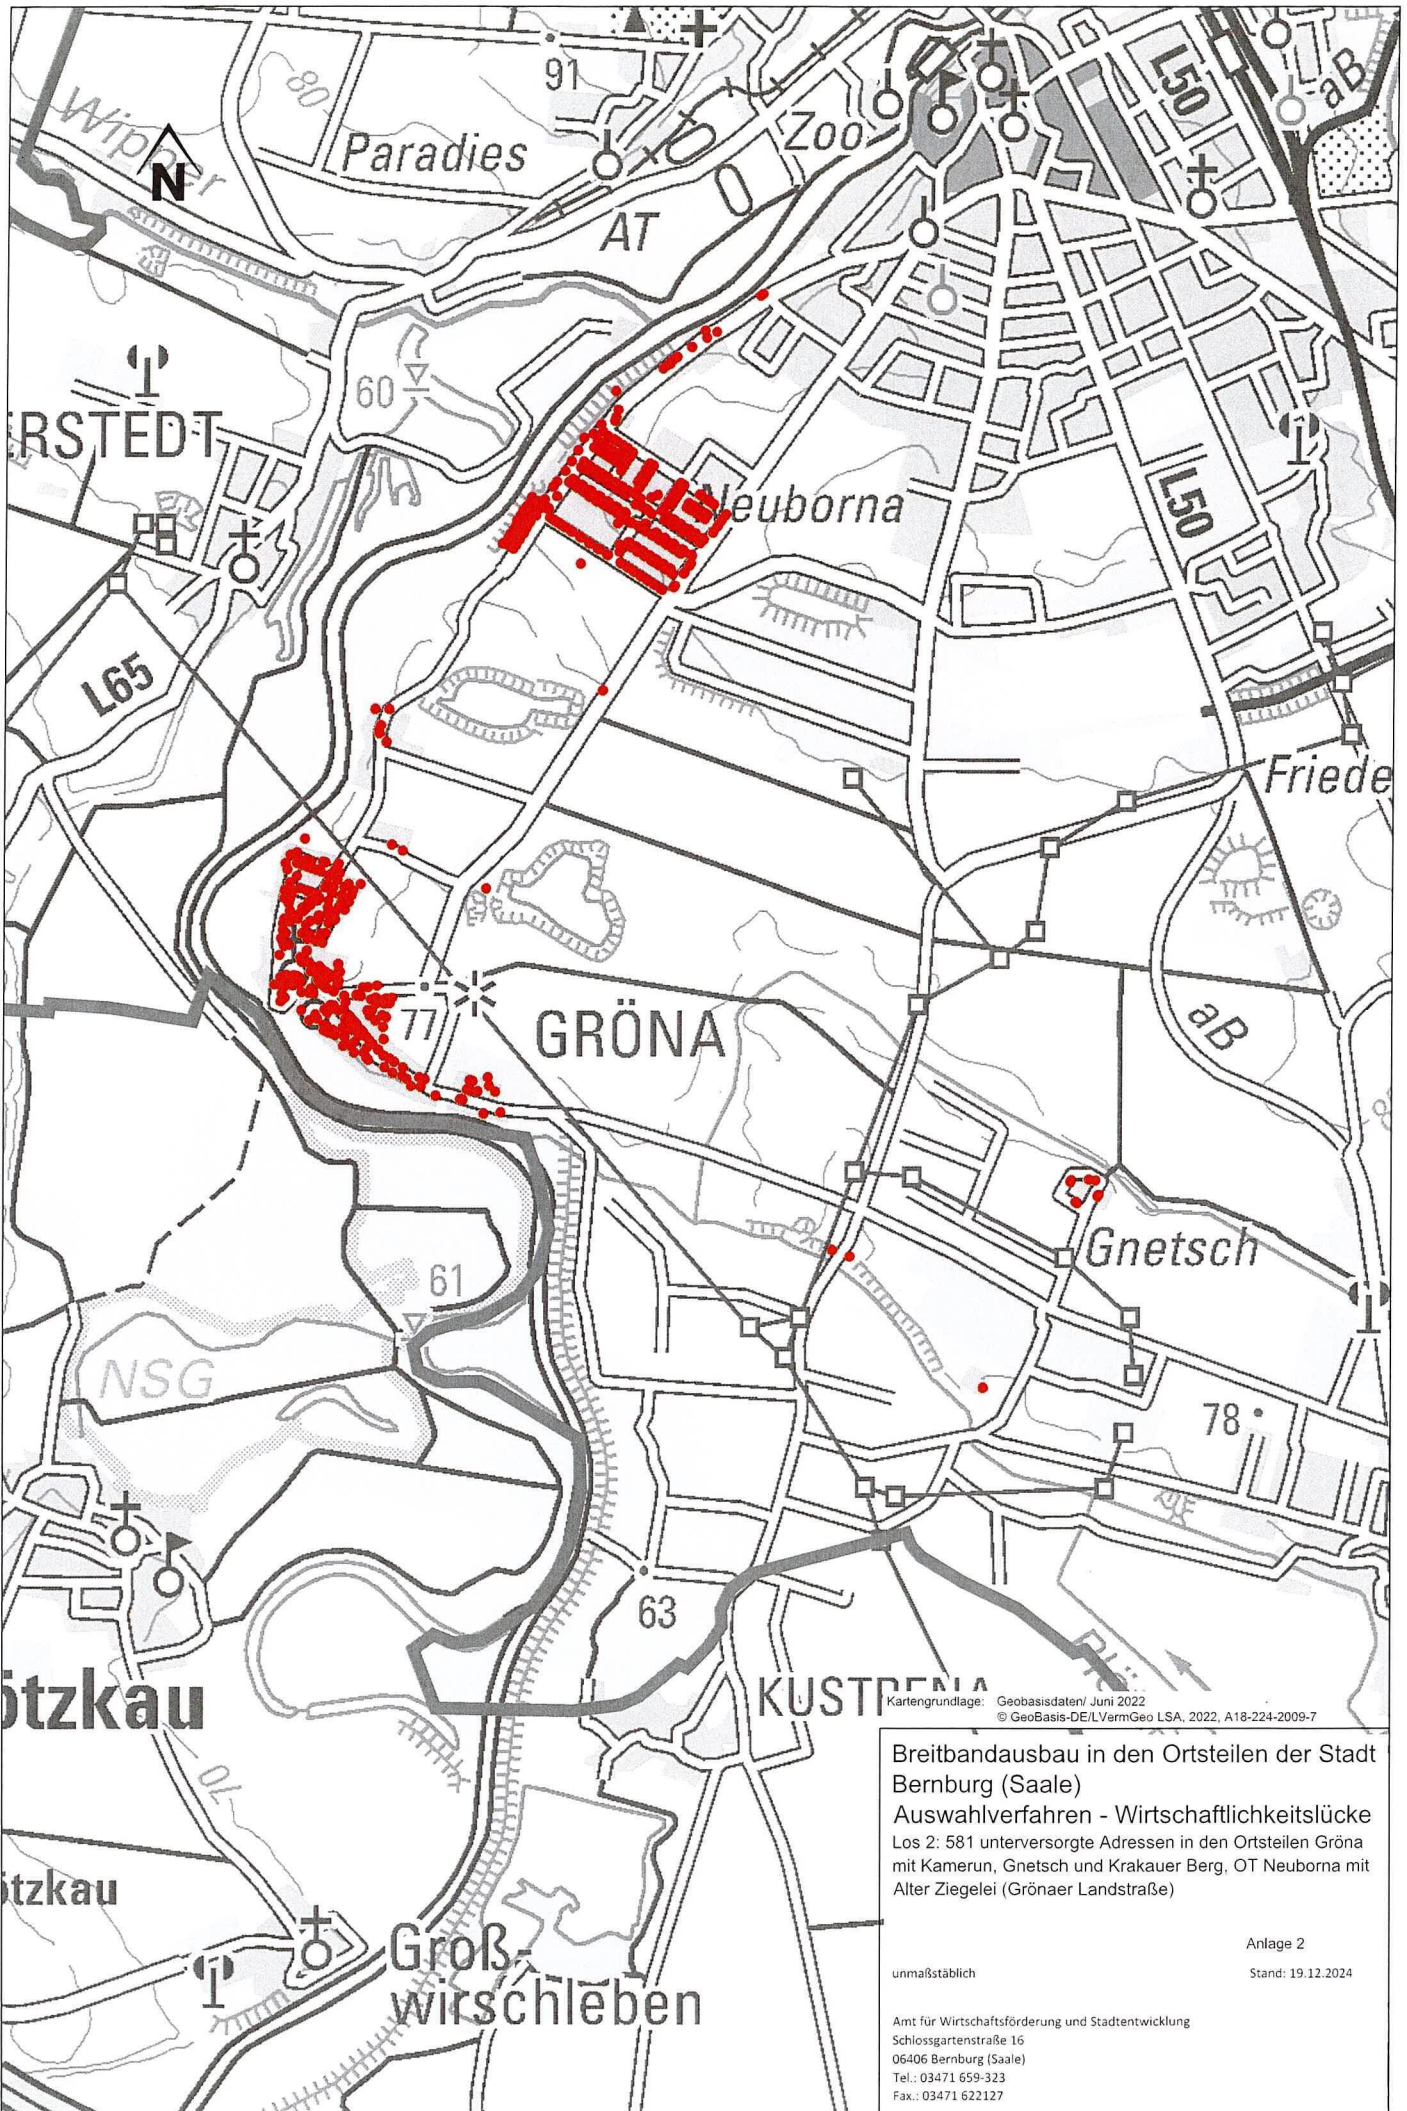 91
80
Wipper
N
Paradies
Zoo
L50
aB
AT
60
ERSTEDT
Neuborna
L50
L65
Friede
77
GRÖNA
aB
Gnetsch
61
NSG
78
63
ötzkau
70
Kartengrundlage: Geobasisdaten/ Juni 2022
© GeoBasis-DE/LVermGeo LSA, 2022, A18-224-2009-7
Breitbandausbau in den Ortsteilen der Stadt
Bernburg (Saale)
Auswahlverfahren - Wirtschaftlichkeitslücke
Los 2: 581 unterversorgte Adressen in den Ortsteilen Gröna
mit Kamerun, Gnetsch und Krakauer Berg, OT Neuborna mit
Alter Ziegelei (Grönaer Landstraße)
ötzkau
Groß-
wirschleben
Anlage 2
unmaßstäblich Stand: 19.12.2024
Amt für Wirtschaftsförderung und Stadtentwicklung
Schlossgartenstraße 16
06406 Bernburg (Saale)
Tel.: 03471 659-323
Fax.: 03471 622127